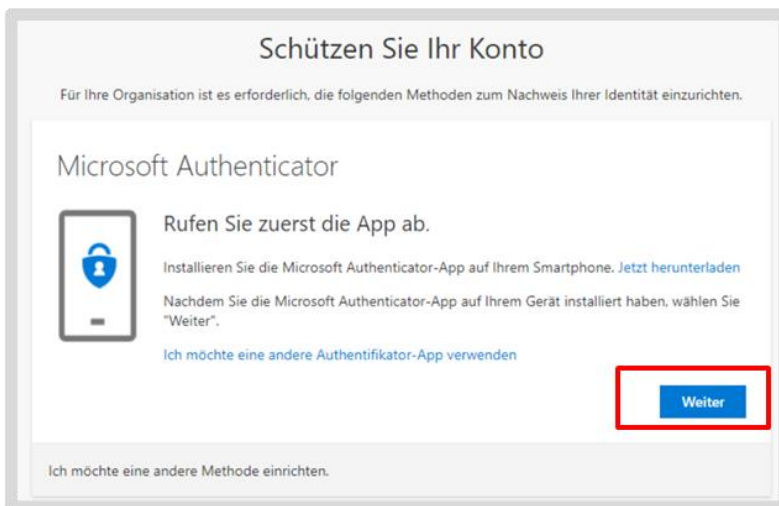 Schützen Sie Ihr Konto
Für Ihre Organisation ist es erforderlich, die folgenden Methoden zum Nachweis Ihrer Identität einzurichten.
Microsoft Authenticator
Rufen Sie zuerst die App ab.
Installieren Sie die Microsoft Authenticator-App auf Ihrem Smartphone. Jetzt herunterladen
Nachdem Sie die Microsoft Authenticator-App auf Ihrem Gerät installiert haben, wählen Sie
"Weiter".
Ich möchte eine andere Authentifikator-App verwenden
Weiter
Ich möchte eine andere Methode einrichten.